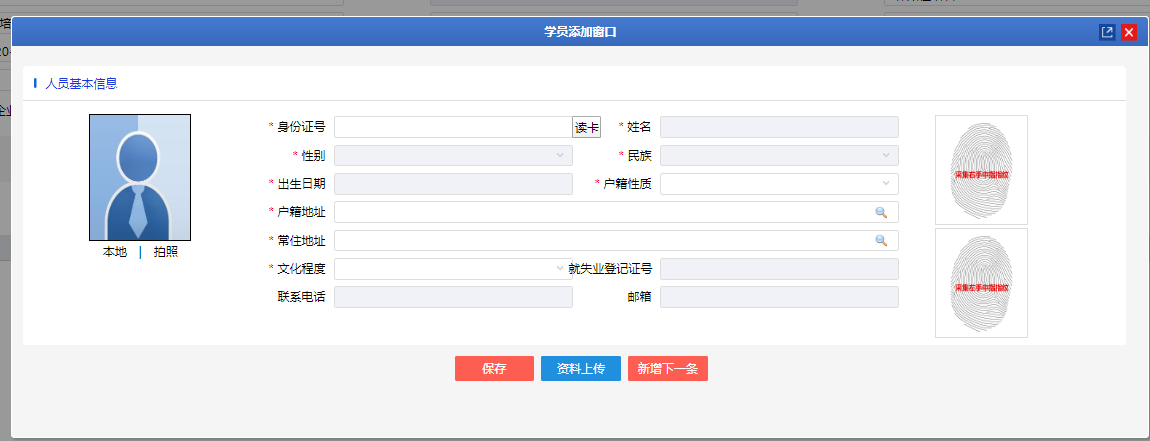 培
学员添加窗口
20-
企业
人员基本信息
* 身份证号 读卡 * 姓名
* 性别 * 民族
* 出生日期 * 户籍性质
* 户籍地址
* 常住地址
* 文化程度 就失业登记证号
联系电话 邮箱
本地 | 拍照
采集右手中指指纹
采集左手中指指纹
保存 资料上传 新增下一条